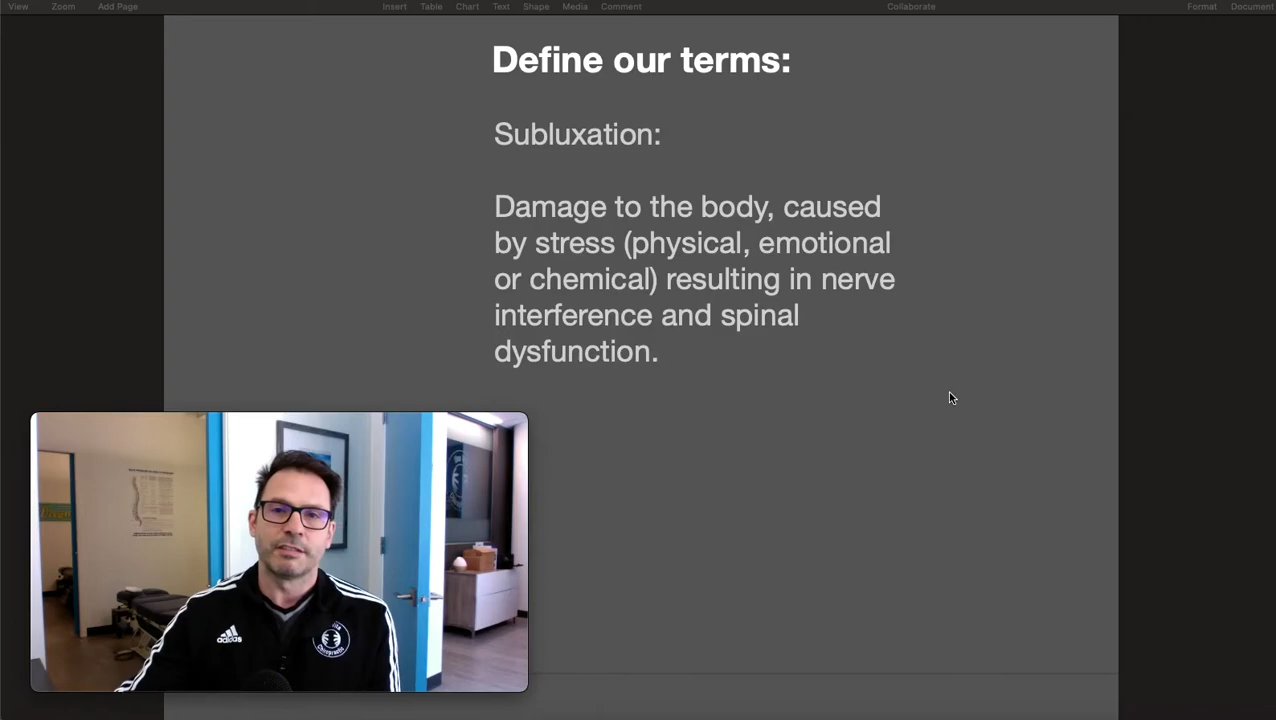 View Zoom Add Page Insert Table Chart Text Shape Media Comment Collaborate Format Document
Define our terms:
Subluxation:
Damage to the body, caused
by stress (physical, emotional
or chemical) resulting in nerve
interference and spinal
dysfunction.
adidas
Chiropractic